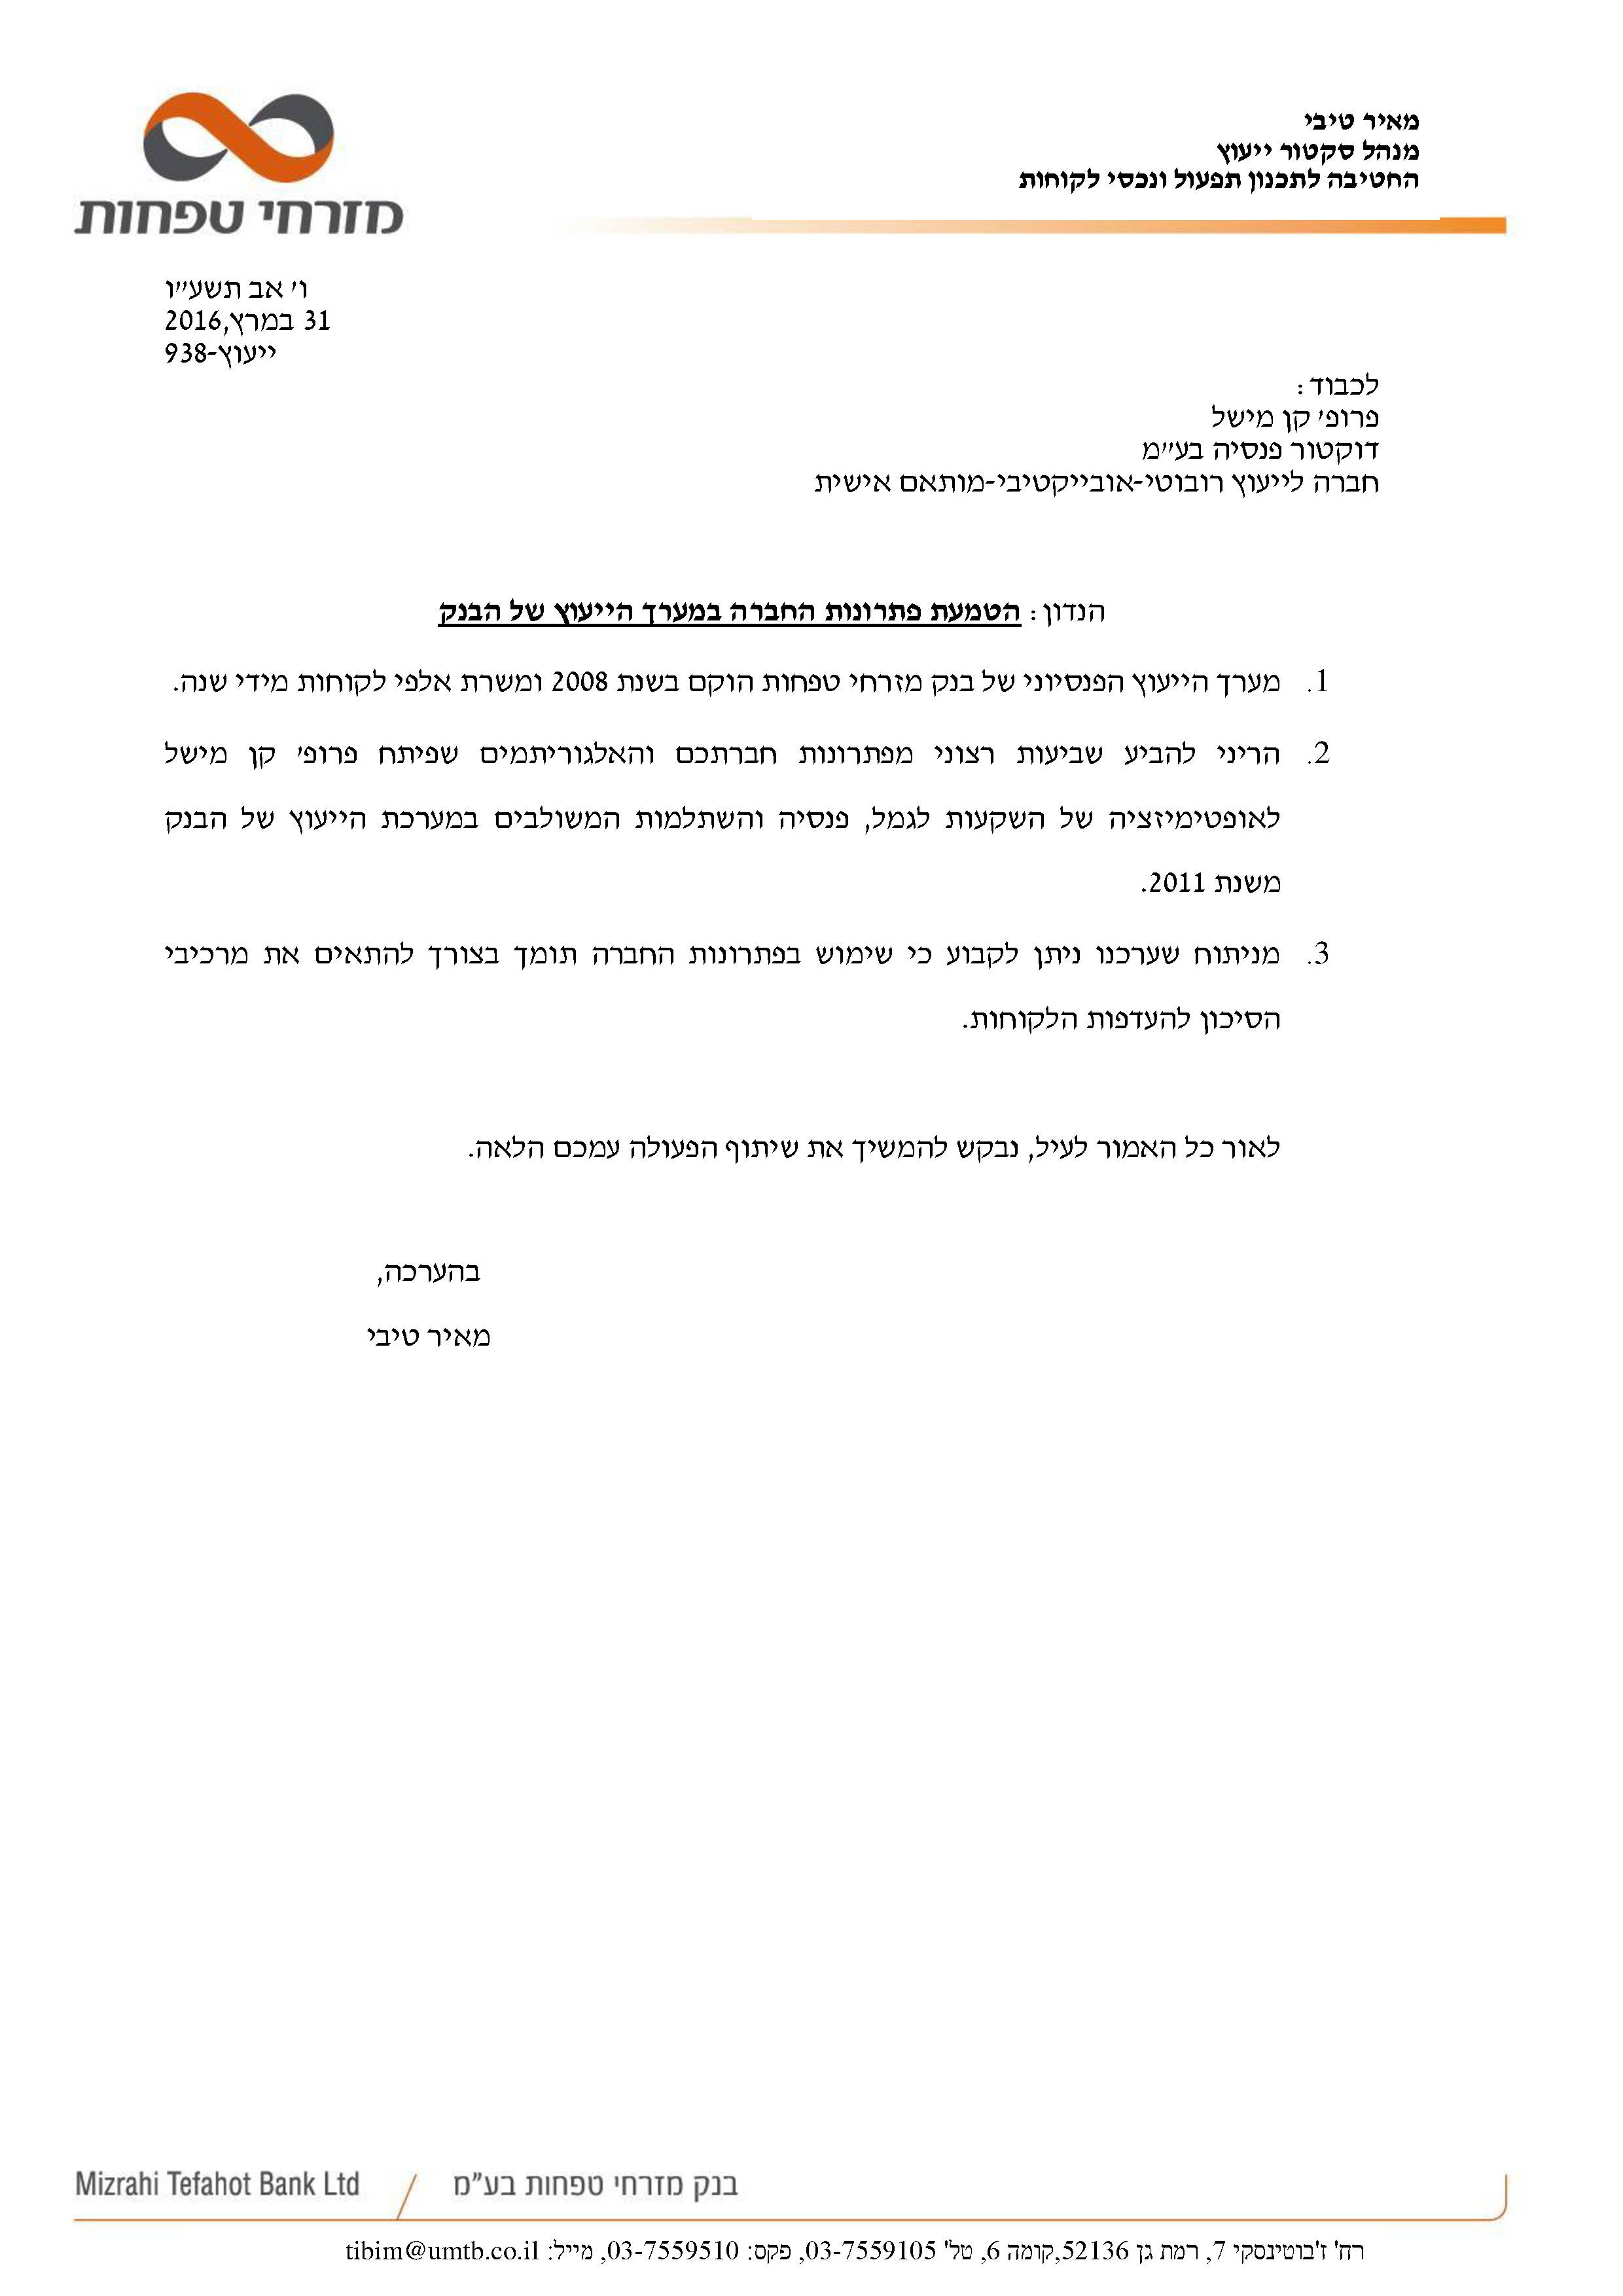 מזרחי טפחות
מאיר טיבי
מנהל סקטור ייעוץ
החטיבה לתכנון תפעול ונכסי לקוחות
ו' אב תשע"ו
31 במרץ,2016
ייעוץ-938
לכבוד:
פרופ' קן מישל
דוקטור פנסיה בע"מ
חברה לייעוץ רובוטי-אובייקטיבי-מותאם אישית
הנדון: הטמעת פתרונות החברה במערך הייעוץ של הבנק
1. מערך הייעוץ הפנסיוני של בנק מזרחי טפחות הוקם בשנת 2008 ומשרת אלפי לקוחות מידי שנה.
2. הריני להביע שביעות רצוני מפתרונות חברתכם והאלגוריתמים שפיתח פרופ' קן מישל
לאופטימיזציה של השקעות לגמל, פנסיה והשתלמות המשולבים במערכת הייעוץ של הבנק
משנת 2011.
3. מניתוח שערכנו ניתן לקבוע כי שימוש בפתרונות החברה תומך בצורך להתאים את מרכיבי
הסיכון להעדפות הלקוחות.
לאור כל האמור לעיל, נבקש להמשיך את שיתוף הפעולה עמכם הלאה.
בהערכה,
מאיר טיבי
Mizrahi Tefahot Bank Ltd / בנק מזרחי טפחות בע"מ
רח' ז'בוטינסקי 7, רמת גן 52136,קומה 6, טל' 03-7559105, פקס: 03-7559510, מייל: tibim@umtb.co.il